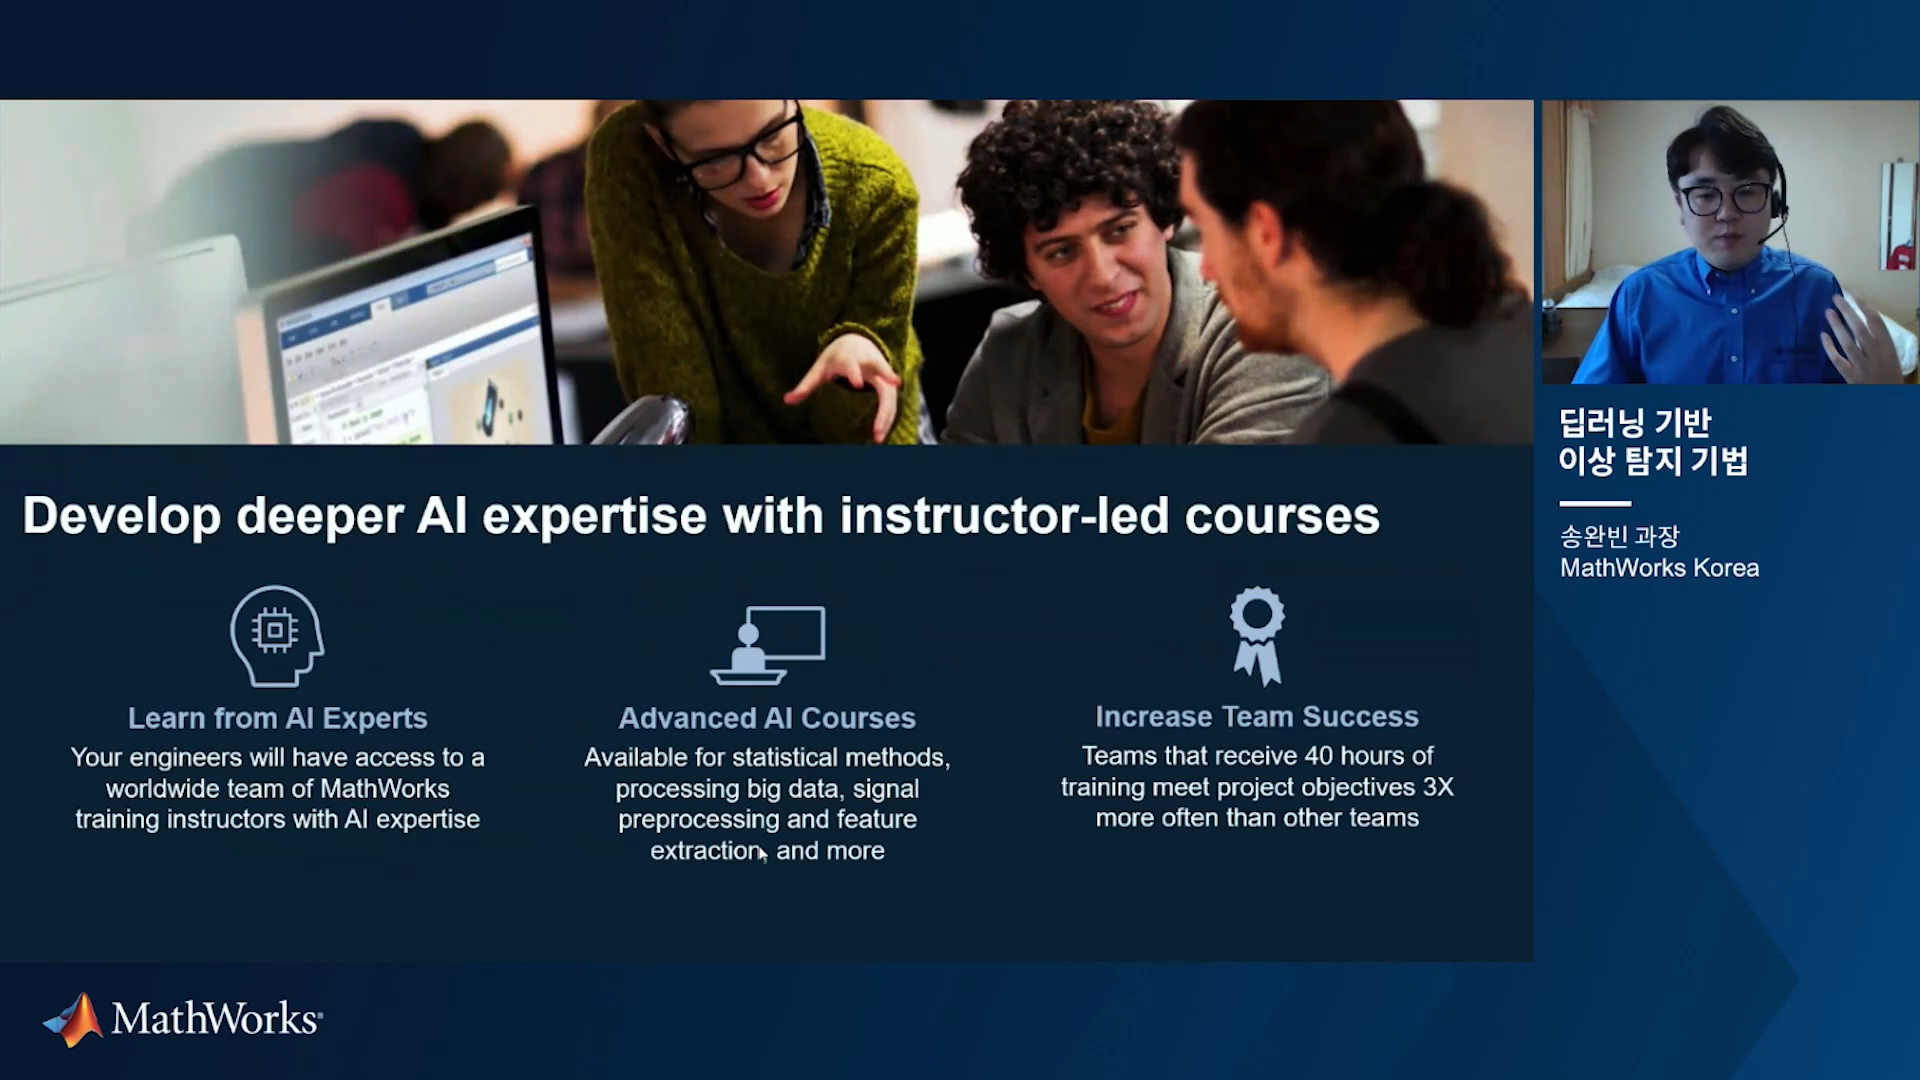 딥러닝 기반
이상 탐지 기법
송완빈 과장
MathWorks Korea
Develop deeper AI expertise with instructor-led courses
Learn from AI Experts
Your engineers will have access to a
worldwide team of MathWorks
training instructors with AI expertise
Advanced AI Courses
Available for statistical methods,
processing big data, signal
preprocessing and feature
extraction, and more
Increase Team Success
Teams that receive 40 hours of
training meet project objectives 3X
more often than other teams
MathWorks®